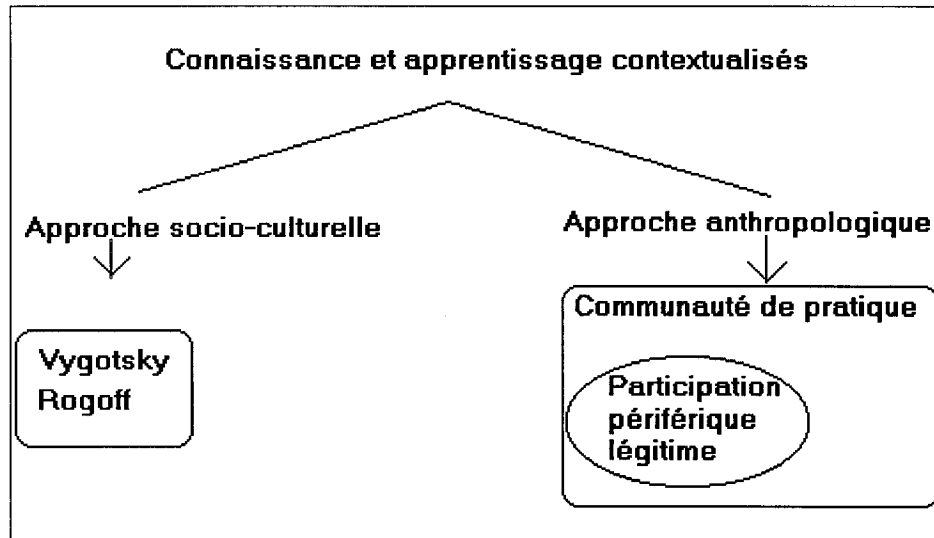 Connaissance et apprentissage contextualisés
Approche socio-culturelle
Approche anthropologique
Vygotsky
Rogoff
Communauté de pratique
Participation
périférique
légitime